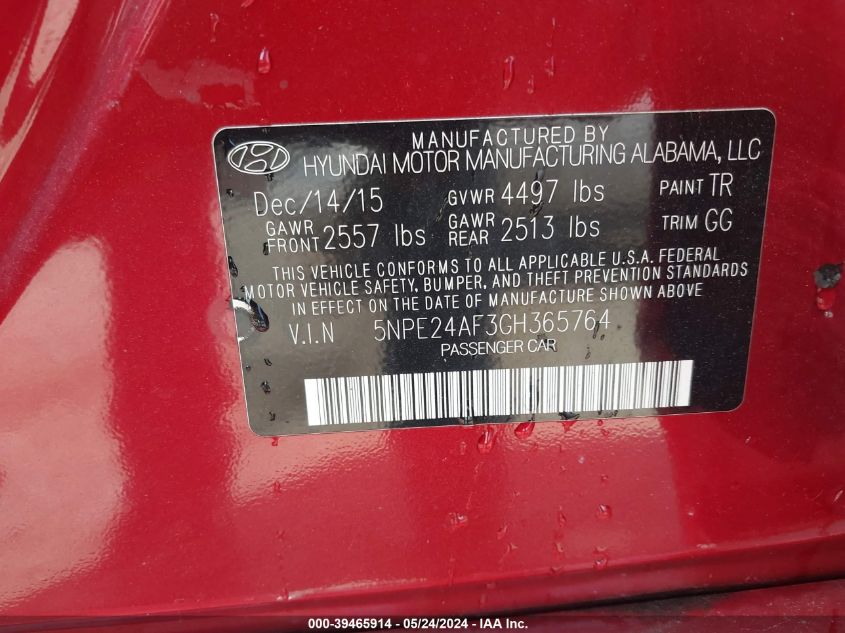 MANUFACTURED BY
HYUNDAI MOTOR MANUFACTURING ALABAMA, LLC
Dec/14/15 GVWR 4497 lbs PAINT TR
GAWR FRONT 2557 lbs GAWR REAR 2513 lbs TRIM GG
THIS VEHICLE CONFORMS TO ALL APPLICABLE U.S.A. FEDERAL
MOTOR VEHICLE SAFETY, BUMPER, AND THEFT PREVENTION STANDARDS
IN EFFECT ON THE DATE OF MANUFACTURE SHOWN ABOVE
V.I.N 5NPE24AF3GH365764
PASSENGER CAR
000-39465914 - 05/24/2024 - IAA Inc.